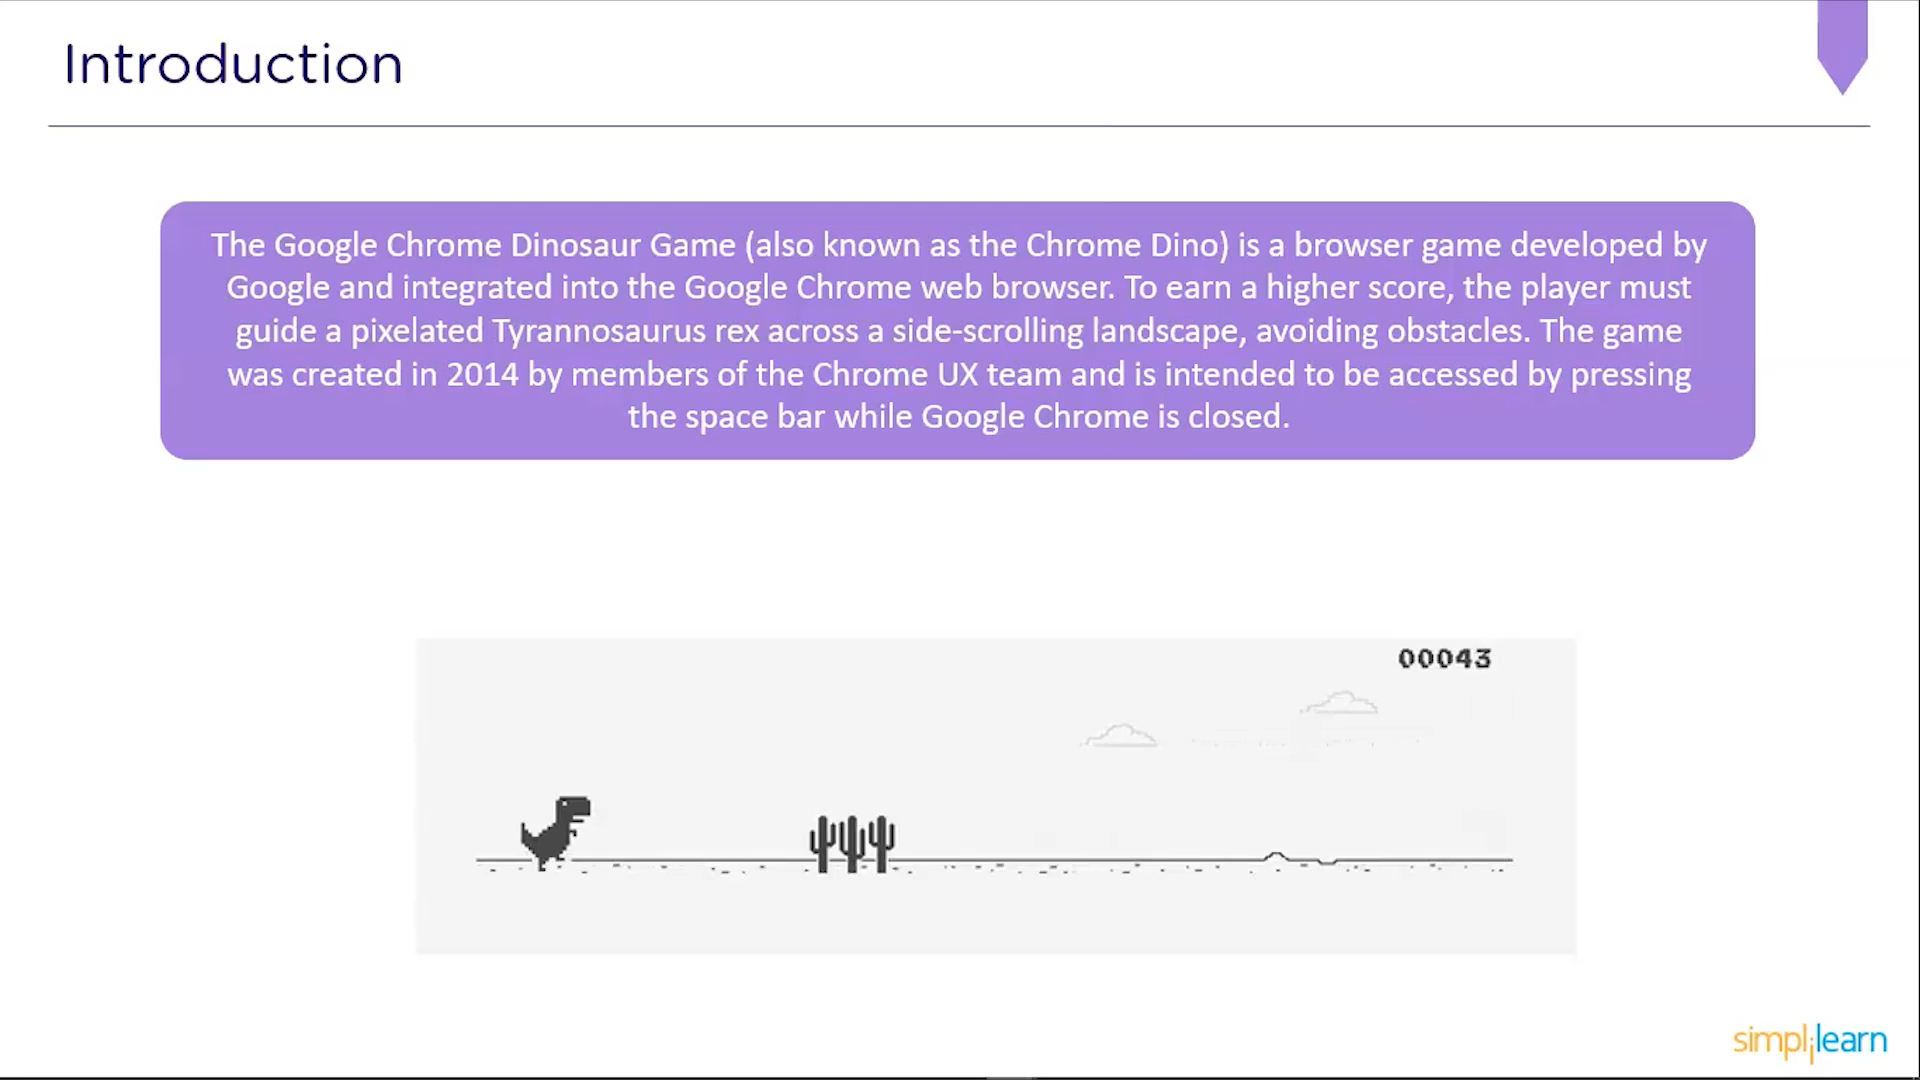 Introduction
The Google Chrome Dinosaur Game (also known as the Chrome Dino) is a browser game developed by
Google and integrated into the Google Chrome web browser. To earn a higher score, the player must
guide a pixelated Tyrannosaurus rex across a side-scrolling landscape, avoiding obstacles. The game
was created in 2014 by members of the Chrome UX team and is intended to be accessed by pressing
the space bar while Google Chrome is closed.
00043
simplilearn